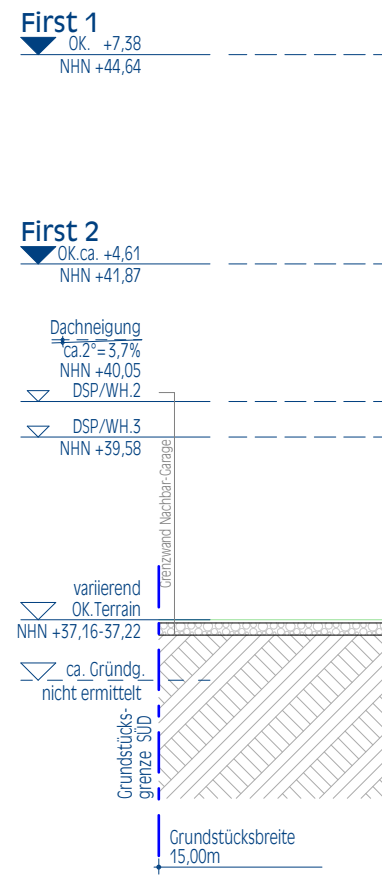 First 1
OK. +7,38
NHN +44,64
First 2
OK.ca. +4,61
NHN +41,87
Dachneigung
ca.2°= 3,7%
NHN +40,05
DSP/WH.2
DSP/WH.3
NHN +39,58
Grenzwand Nachbar-Garage
variierend
OK.Terrain
NHN +37,16-37,22
ca. Gründg.
nicht ermittelt
Grundstücks-
grenze SÜD
Grundstücksbreite
15,00m